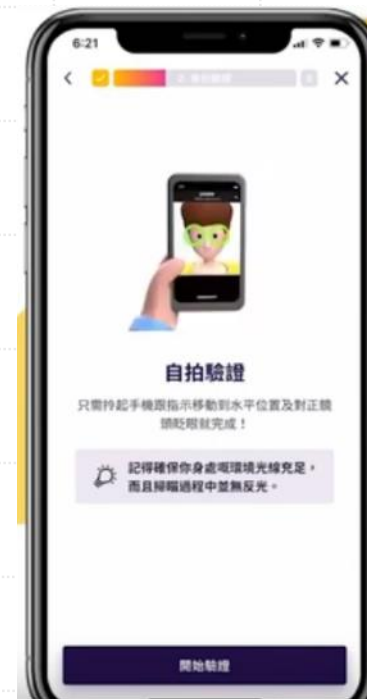 6:21
自拍驗證
只需拎起手機跟指示移動到水平位置及對正鏡
頭眨眼就完成！
記得確保你身處嘅環境光線充足，
而且掃瞄過程中並無反光。
開始驗證